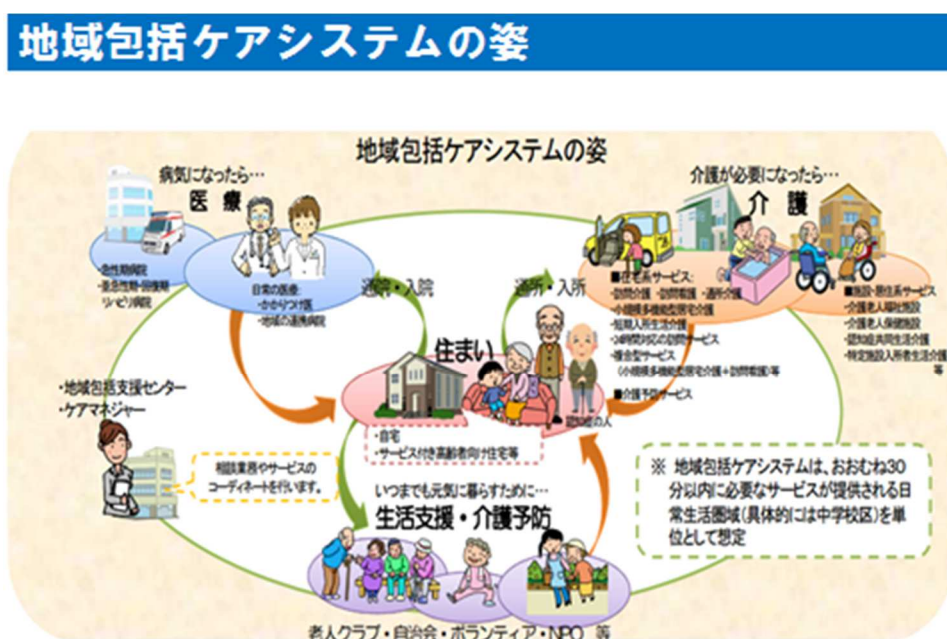 地域包括ケアシステムの姿
地域包括ケアシステムの姿
病気になったら…
医療
・急性期病院
・亜急性期・回復期
リハビリ病院
日常の医療:
・かかりつけ医
・地域の連携病院
通院・入院
通所・入所
介護が必要になったら…
介護
■在宅系サービス:
・訪問介護 ・訪問看護 ・通所介護
・小規模多機能型居宅介護
・短期入所生活介護
・24時間対応の訪問サービス
・複合型サービス
（小規模多機能型居宅介護＋訪問看護)等
■介護予防サービス
■施設・居住系サービス
・介護老人福祉施設
・介護老人保健施設
・認知症共同生活介護
・特定施設入所者生活介護
等
住まい
認知症の人
・自宅
・サービス付き高齢者向け住宅等
・地域包括支援センター
・ケアマネジャー
相談業務やサービスの
コーディネートを行います。
いつまでも元気に暮らすために…
生活支援・介護予防
老人クラブ・自治会・ボランティア・NPO 等
※ 地域包括ケアシステムは、おおむね30
分以内に必要なサービスが提供される日
常生活圏域(具体的には中学校区)を単
位として想定